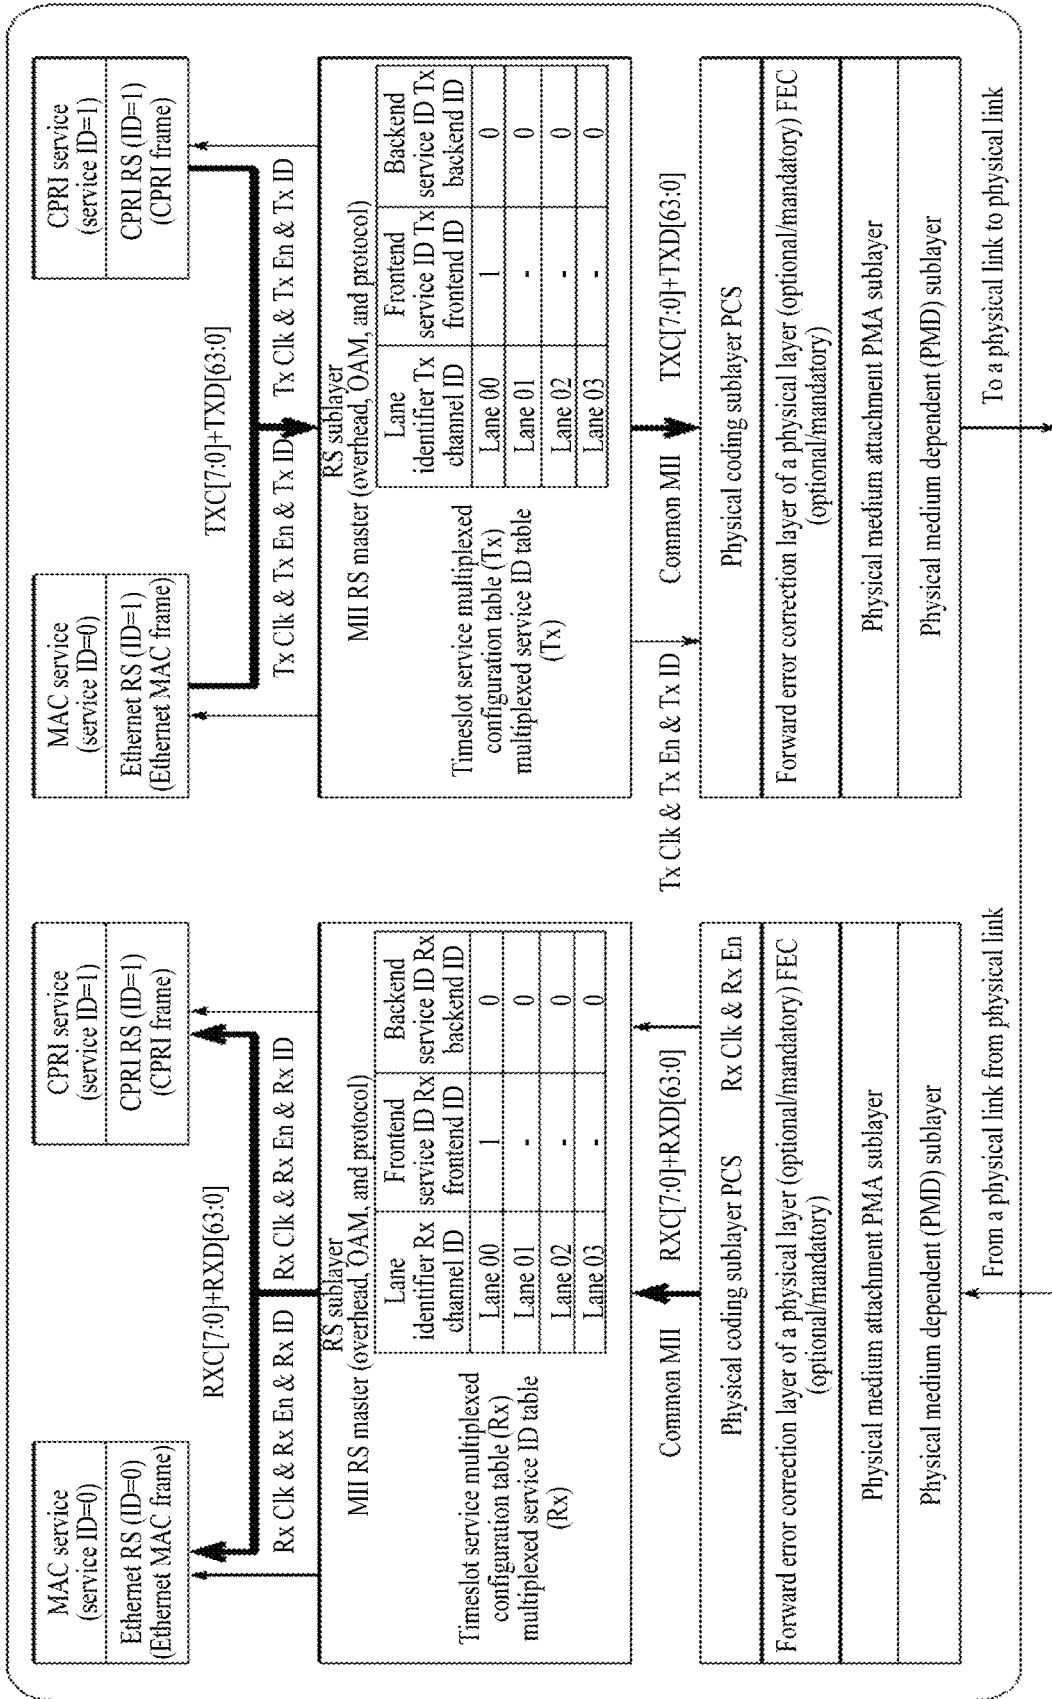 MAC service
(service ID=0)
Ethernet RS (ID=0)
(Ethernet MAC frame)
CPRI service
(service ID=1)
CPRI RS (ID=1)
(CPRI frame)
RXC[7:0]+RXD[63:0]
Rx Clk & Rx En & Rx ID
Rx Clk & Rx En & Rx ID
RS sublayer
MII RS master (overhead, OAM, and protocol)
Timeslot service multiplexed
configuration table (Rx)
multiplexed service ID table
(Rx)
Lane
identifier Rx
channel ID
Frontend
service ID Rx
frontend ID
Backend
service ID Rx
backend ID
Lane 00 1 0
Lane 01 - 0
Lane 02 - 0
Lane 03 - 0
Common MII
RXC[7:0]+RXD[63:0]
Rx Clk & Rx En
Physical coding sublayer PCS
Forward error correction layer of a physical layer (optional/mandatory) FEC
(optional/mandatory)
Physical medium attachment PMA sublayer
Physical medium dependent (PMD) sublayer
From a physical link from physical link
MAC service
(service ID=0)
Ethernet RS (ID=1)
(Ethernet MAC frame)
CPRI service
(service ID=1)
CPRI RS (ID=1)
(CPRI frame)
TXC[7:0]+TXD[63:0]
Tx Clk & Tx En & Tx ID
Tx Clk & Tx En & Tx ID
RS sublayer
MII RS master (overhead, OAM, and protocol)
Timeslot service multiplexed
configuration table (Tx)
multiplexed service ID table
(Tx)
Lane
identifier Tx
channel ID
Frontend
service ID Tx
frontend ID
Backend
service ID Tx
backend ID
Lane 00 1 0
Lane 01 - 0
Lane 02 - 0
Lane 03 - 0
Tx Clk & Tx En & Tx ID
Common MII
TXC[7:0]+TXD[63:0]
Physical coding sublayer PCS
Forward error correction layer of a physical layer (optional/mandatory) FEC
(optional/mandatory)
Physical medium attachment PMA sublayer
Physical medium dependent (PMD) sublayer
To a physical link to physical link